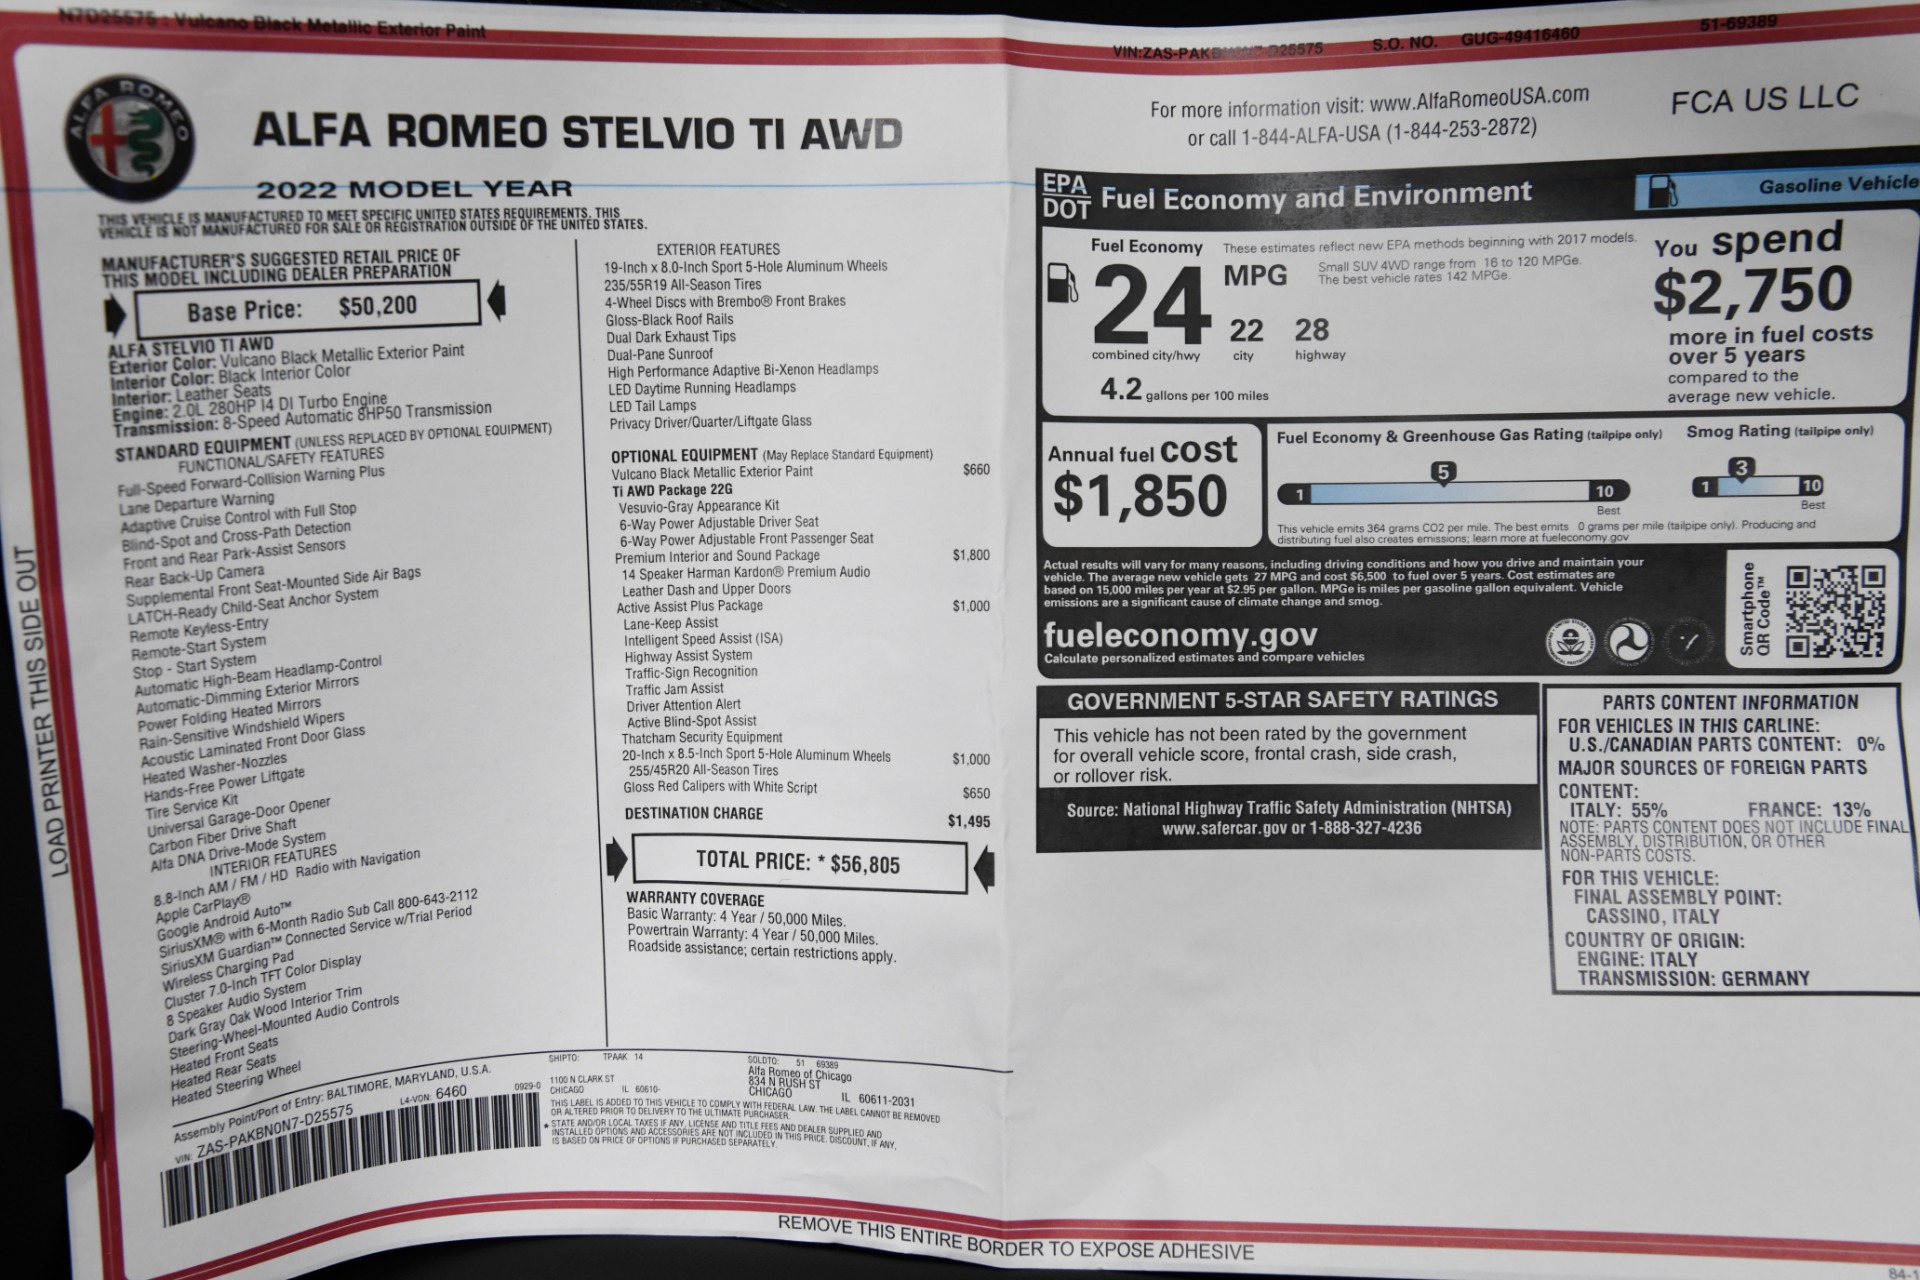 N7D25575 : Vulcano Black Metallic Exterior Paint
VIN:ZAS-PAKBN0N7-D25575 S.O. NO. GUG-49416460 51-69389
ALFA ROMEO
ALFA ROMEO STELVIO TI AWD
2022 MODEL YEAR
THIS VEHICLE IS MANUFACTURED TO MEET SPECIFIC UNITED STATES REQUIREMENTS. THIS
VEHICLE IS NOT MANUFACTURED FOR SALE OR REGISTRATION OUTSIDE OF THE UNITED STATES.
MANUFACTURER'S SUGGESTED RETAIL PRICE OF
THIS MODEL INCLUDING DEALER PREPARATION
Base Price: $50,200
ALFA STELVIO TI AWD
Exterior Color: Vulcano Black Metallic Exterior Paint
Interior Color: Black Interior Color
Interior: Leather Seats
Engine: 2.0L 280HP I4 DI Turbo Engine
Transmission: 8-Speed Automatic 8HP50 Transmission
STANDARD EQUIPMENT (UNLESS REPLACED BY OPTIONAL EQUIPMENT)
FUNCTIONAL/SAFETY FEATURES
Full-Speed Forward-Collision Warning Plus
Lane Departure Warning
Adaptive Cruise Control with Full Stop
Blind-Spot and Cross-Path Detection
Front and Rear Park-Assist Sensors
Rear Back-Up Camera
Supplemental Front Seat-Mounted Side Air Bags
LATCH-Ready Child-Seat Anchor System
Remote Keyless-Entry
Remote-Start System
Stop - Start System
Automatic High-Beam Headlamp-Control
Automatic-Dimming Exterior Mirrors
Power Folding Heated Mirrors
Rain-Sensitive Windshield Wipers
Acoustic Laminated Front Door Glass
Heated Washer-Nozzles
Hands-Free Power Liftgate
Tire Service Kit
Universal Garage-Door Opener
Carbon Fiber Drive Shaft
Alfa DNA Drive-Mode System
INTERIOR FEATURES
8.8-Inch AM / FM / HD Radio with Navigation
Apple CarPlay®
Google Android Auto™
SiriusXM® with 6-Month Radio Sub Call 800-643-2112
SiriusXM Guardian™ Connected Service w/Trial Period
Wireless Charging Pad
Cluster 7.0-Inch TFT Color Display
8 Speaker Audio System
Dark Gray Oak Wood Interior Trim
Steering-Wheel-Mounted Audio Controls
Heated Front Seats
Heated Rear Seats
Heated Steering Wheel
EXTERIOR FEATURES
19-Inch x 8.0-Inch Sport 5-Hole Aluminum Wheels
235/55R19 All-Season Tires
4-Wheel Discs with Brembo® Front Brakes
Gloss-Black Roof Rails
Dual Dark Exhaust Tips
Dual-Pane Sunroof
High Performance Adaptive Bi-Xenon Headlamps
LED Daytime Running Headlamps
LED Tail Lamps
Privacy Driver/Quarter/Liftgate Glass
OPTIONAL EQUIPMENT (May Replace Standard Equipment)
Vulcano Black Metallic Exterior Paint $660
Ti AWD Package 22G
Vesuvio-Gray Appearance Kit
6-Way Power Adjustable Driver Seat
6-Way Power Adjustable Front Passenger Seat
Premium Interior and Sound Package $1,800
14 Speaker Harman Kardon® Premium Audio
Leather Dash and Upper Doors
Active Assist Plus Package $1,000
Lane-Keep Assist
Intelligent Speed Assist (ISA)
Highway Assist System
Traffic-Sign Recognition
Traffic Jam Assist
Driver Attention Alert
Active Blind-Spot Assist
Thatcham Security Equipment
20-Inch x 8.5-Inch Sport 5-Hole Aluminum Wheels $1,000
255/45R20 All-Season Tires
Gloss Red Calipers with White Script $650
DESTINATION CHARGE $1,495
TOTAL PRICE: * $56,805
WARRANTY COVERAGE
Basic Warranty: 4 Year / 50,000 Miles.
Powertrain Warranty: 4 Year / 50,000 Miles.
Roadside assistance; certain restrictions apply.
Assembly Point/Port of Entry: BALTIMORE, MARYLAND, U.S.A.
VIN: ZAS-PAKBN0N7-D25575 L4-VON: 6460 0929-0
SHIPTO: TPAAK 14
1100 N CLARK ST
CHICAGO IL 60610-
SOLDTO: 51 69389
Alfa Romeo of Chicago
834 N RUSH ST
CHICAGO IL 60611-2031
THIS LABEL IS ADDED TO THIS VEHICLE TO COMPLY WITH FEDERAL LAW. THE LABEL CANNOT BE REMOVED
OR ALTERED PRIOR TO DELIVERY TO THE ULTIMATE PURCHASER.
* STATE AND/OR LOCAL TAXES IF ANY, LICENSE AND TITLE FEES AND DEALER SUPPLIED AND
INSTALLED OPTIONS AND ACCESSORIES ARE NOT INCLUDED IN THIS PRICE. DISCOUNT, IF ANY,
IS BASED ON PRICE OF OPTIONS IF PURCHASED SEPARATELY.
For more information visit: www.AlfaRomeoUSA.com
or call 1-844-ALFA-USA (1-844-253-2872)
FCA US LLC
EPA
DOT Fuel Economy and Environment
Gasoline Vehicle
Fuel Economy
These estimates reflect new EPA methods beginning with 2017 models.
24 MPG
Small SUV 4WD range from 16 to 120 MPGe.
The best vehicle rates 142 MPGe.
22 28
combined city/hwy city highway
4.2 gallons per 100 miles
You spend
$2,750
more in fuel costs
over 5 years
compared to the
average new vehicle.
Annual fuel cost
$1,850
Fuel Economy & Greenhouse Gas Rating (tailpipe only)
5
1 10
Best
Smog Rating (tailpipe only)
3
1 10
Best
This vehicle emits 364 grams CO2 per mile. The best emits 0 grams per mile (tailpipe only). Producing and
distributing fuel also creates emissions; learn more at fueleconomy.gov
Actual results will vary for many reasons, including driving conditions and how you drive and maintain your
vehicle. The average new vehicle gets 27 MPG and cost $6,500 to fuel over 5 years. Cost estimates are
based on 15,000 miles per year at $2.95 per gallon. MPGe is miles per gasoline gallon equivalent. Vehicle
emissions are a significant cause of climate change and smog.
fueleconomy.gov
Calculate personalized estimates and compare vehicles
Smartphone
QR Code™
GOVERNMENT 5-STAR SAFETY RATINGS
This vehicle has not been rated by the government
for overall vehicle score, frontal crash, side crash,
or rollover risk.
Source: National Highway Traffic Safety Administration (NHTSA)
www.safercar.gov or 1-888-327-4236
PARTS CONTENT INFORMATION
FOR VEHICLES IN THIS CARLINE:
U.S./CANADIAN PARTS CONTENT: 0%
MAJOR SOURCES OF FOREIGN PARTS
CONTENT:
ITALY: 55% FRANCE: 13%
NOTE: PARTS CONTENT DOES NOT INCLUDE FINAL
ASSEMBLY, DISTRIBUTION, OR OTHER
NON-PARTS COSTS.
FOR THIS VEHICLE:
FINAL ASSEMBLY POINT:
CASSINO, ITALY
COUNTRY OF ORIGIN:
ENGINE: ITALY
TRANSMISSION: GERMANY
LOAD PRINTER THIS SIDE OUT
REMOVE THIS ENTIRE BORDER TO EXPOSE ADHESIVE